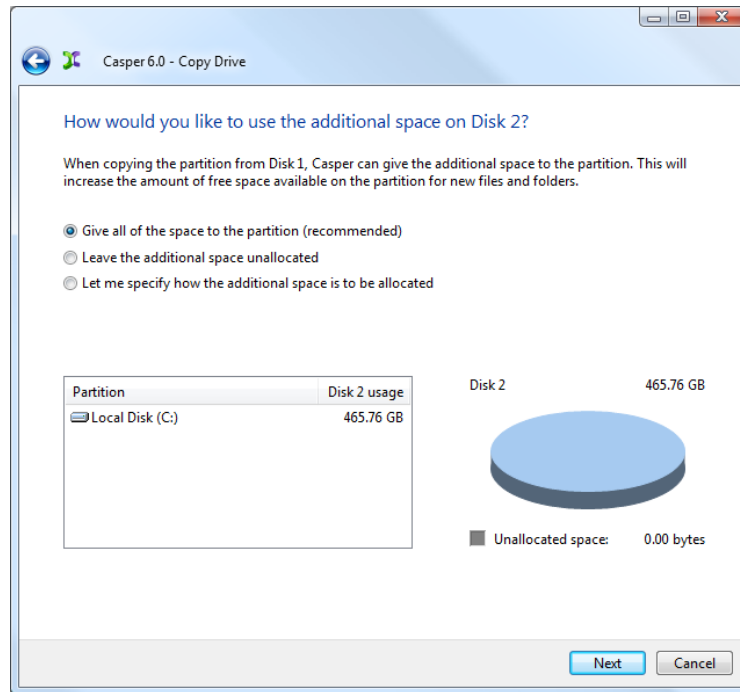 Casper 6.0 - Copy Drive
How would you like to use the additional space on Disk 2?
When copying the partition from Disk 1, Casper can give the additional space to the partition. This will
increase the amount of free space available on the partition for new files and folders.
Give all of the space to the partition (recommended)
Leave the additional space unallocated
Let me specify how the additional space is to be allocated
Partition Disk 2 usage
Local Disk (C:) 465.76 GB
Disk 2 465.76 GB
Unallocated space: 0.00 bytes
Next Cancel